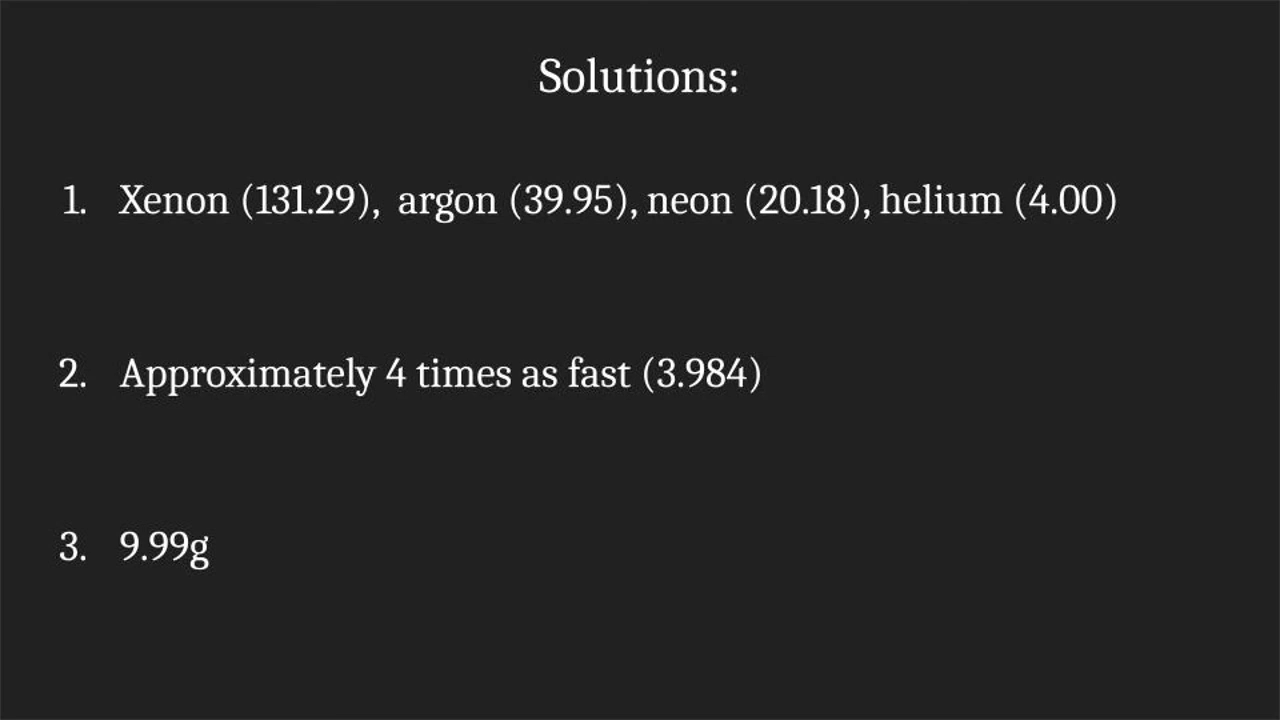 Solutions:
1. Xenon (131.29),  argon (39.95), neon (20.18), helium (4.00)
2. Approximately 4 times as fast (3.984)
3. 9.99g